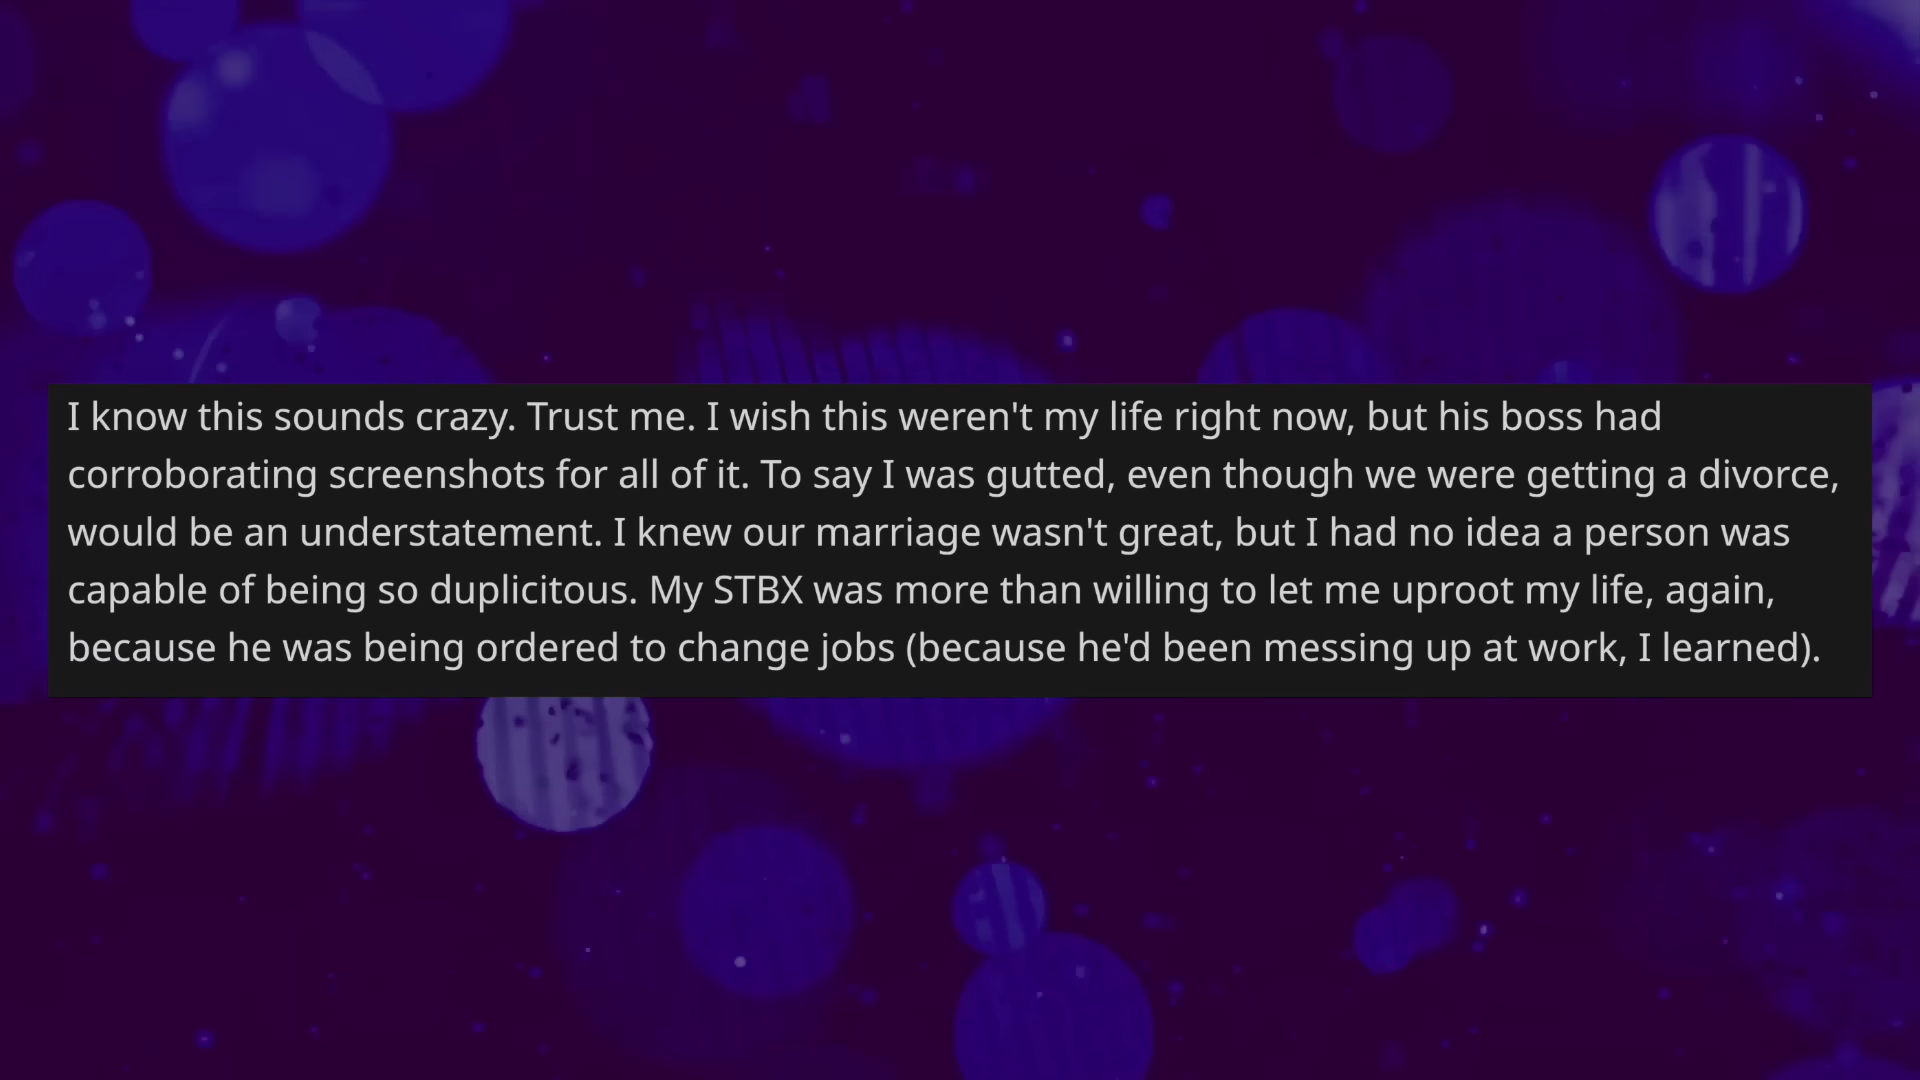 I know this sounds crazy. Trust me. I wish this weren't my life right now, but his boss had
corroborating screenshots for all of it. To say I was gutted, even though we were getting a divorce,
would be an understatement. I knew our marriage wasn't great, but I had no idea a person was
capable of being so duplicitous. My STBX was more than willing to let me uproot my life, again,
because he was being ordered to change jobs (because he'd been messing up at work, I learned).